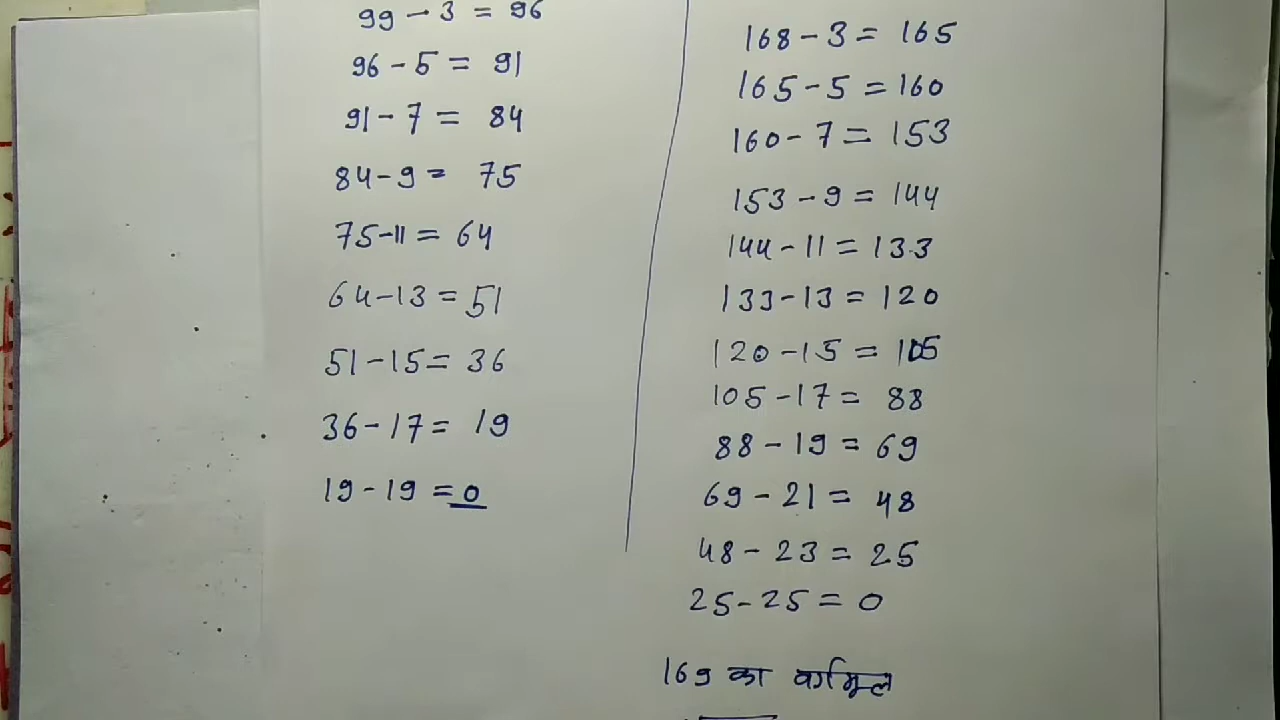 99 - 3 = 96
96 - 5 = 91
91 - 7 = 84
84 - 9 = 75
75 - 11 = 64
64 - 13 = 51
51 - 15 = 36
36 - 17 = 19
19 - 19 = 0
168 - 3 = 165
165 - 5 = 160
160 - 7 = 153
153 - 9 = 144
144 - 11 = 133
133 - 13 = 120
120 - 15 = 105
105 - 17 = 88
88 - 19 = 69
69 - 21 = 48
48 - 23 = 25
25 - 25 = 0
169 का वर्गमूल